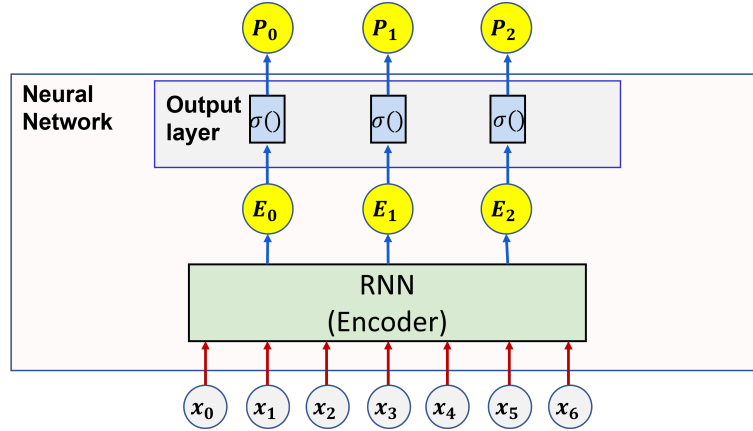 P₀ P₁ P₂
Neural
Network
Output
layer
σ() σ() σ()
E₀ E₁ E₂
RNN
(Encoder)
x₀ x₁ x₂ x₃ x₄ x₅ x₆